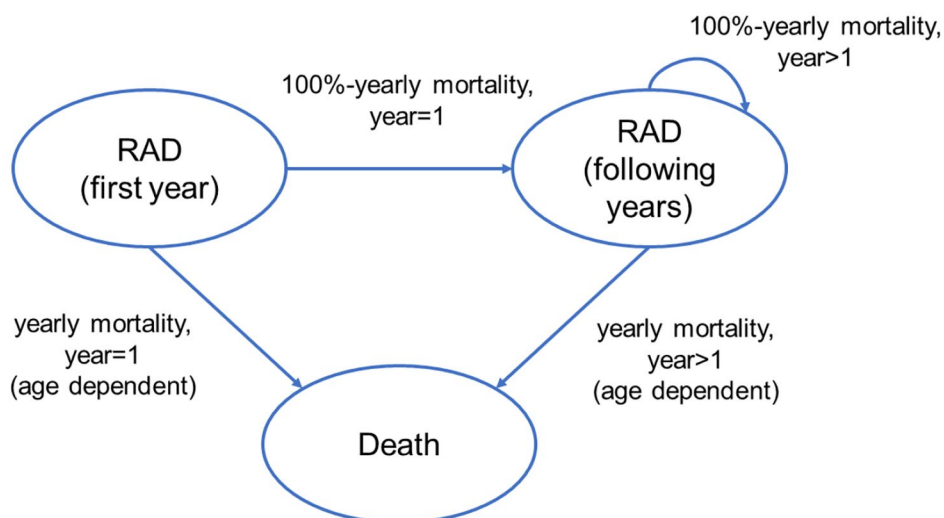 100%-yearly mortality,
year>1
100%-yearly mortality,
year=1
RAD
(first year)
RAD
(following
years)
yearly mortality,
year=1
(age dependent)
yearly mortality,
year>1
(age dependent)
Death